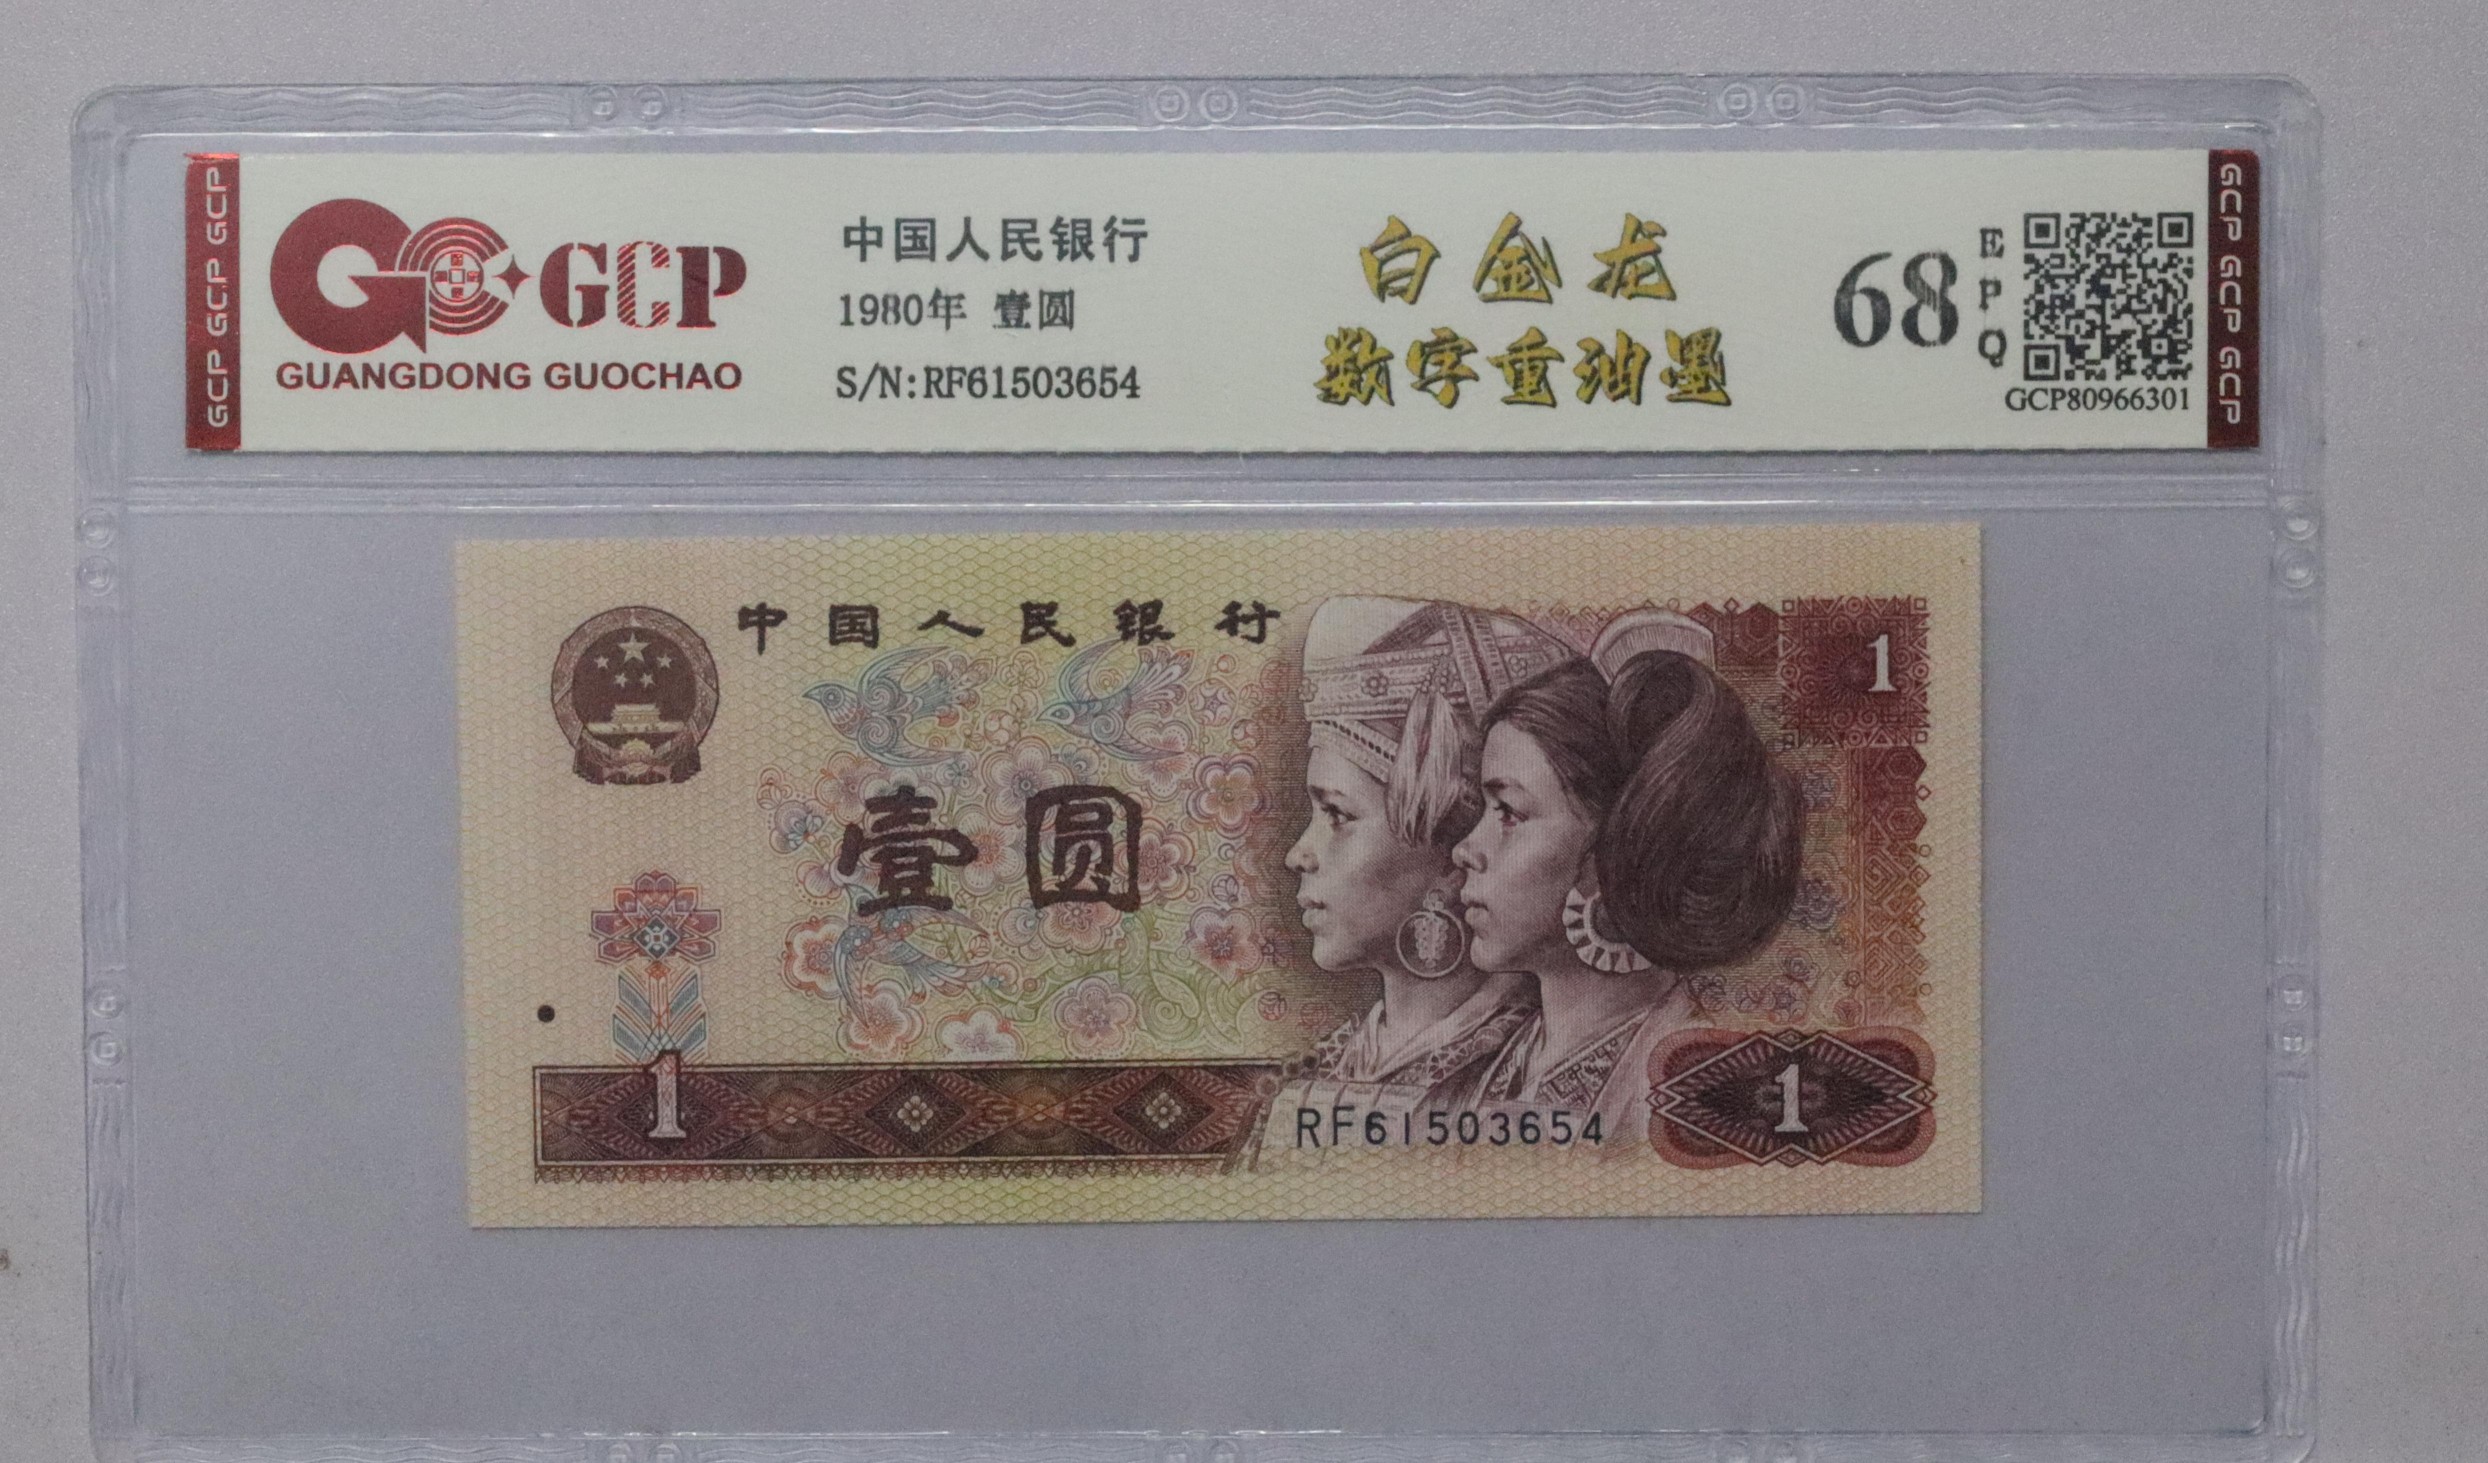 GCP GCP GCP
GCP
GUANGDONG GUOCHAO
中国人民银行
1980年 壹圆
S/N:RF61503654
白金龙
数字重油墨
68
EPQ
GCP80966301
GCP GCP GCP
中国人民银行
1
壹圆
1
RF61503654
1